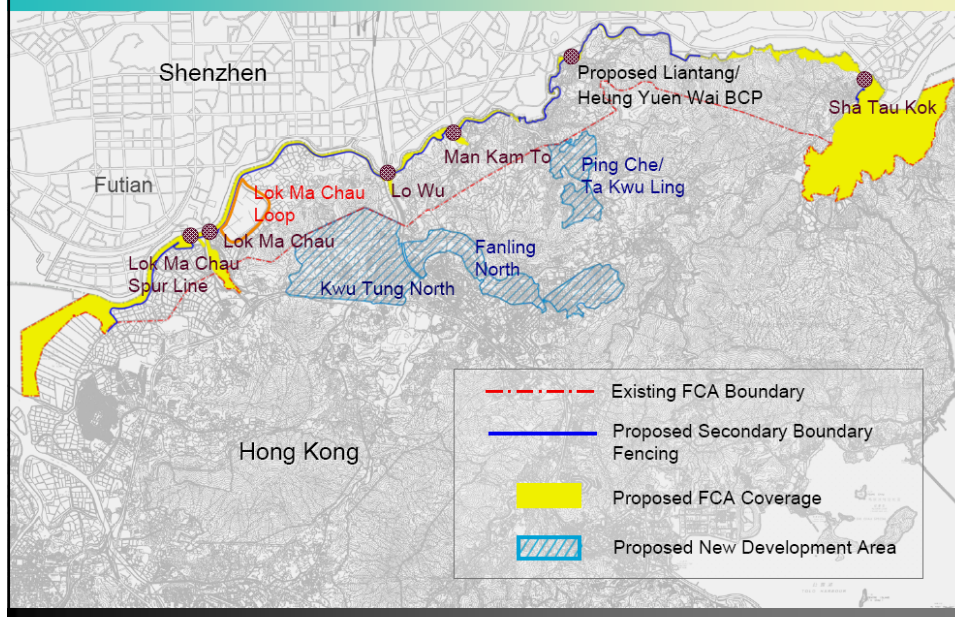 Shenzhen
Proposed Liantang/
Heung Yuen Wai BCP
Sha Tau Kok
Man Kam To
Ping Che/
Ta Kwu Ling
Futian
Lok Ma Chau
Loop
Lo Wu
Lok Ma Chau
Lok Ma Chau
Spur Line
Fanling
North
Kwu Tung North
Hong Kong
Existing FCA Boundary
Proposed Secondary Boundary
Fencing
Proposed FCA Coverage
Proposed New Development Area